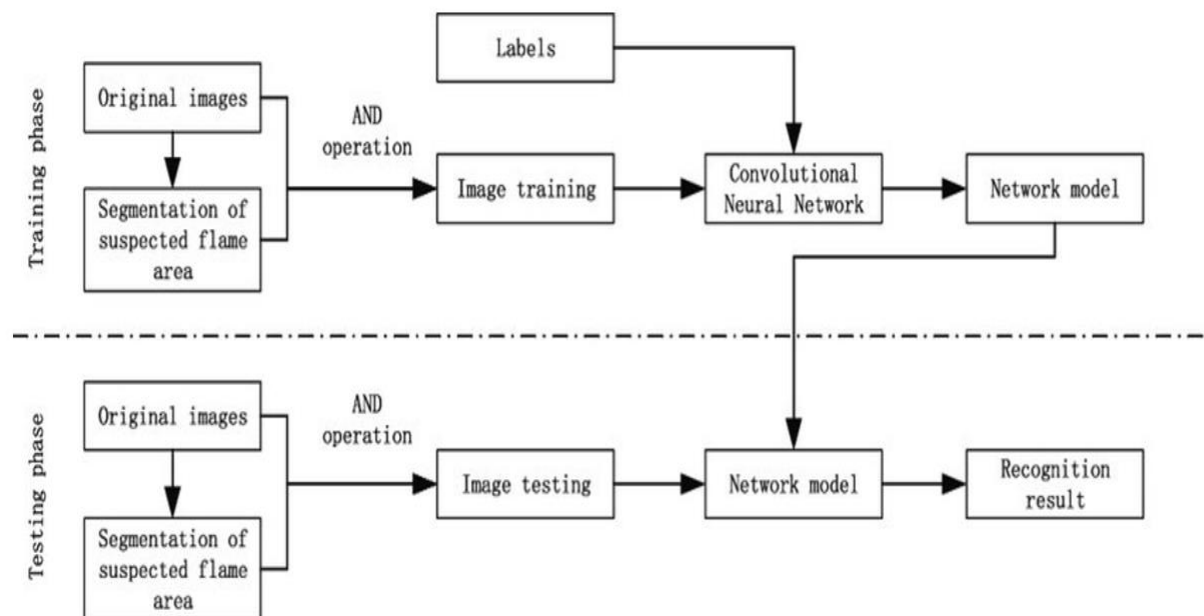 Training phase
Labels
Original images
AND
operation
Image training
Convolutional
Neural Network
Network model
Segmentation of
suspected flame
area
Testing phase
Original images
AND
operation
Image testing
Network model
Recognition
result
Segmentation of
suspected flame
area